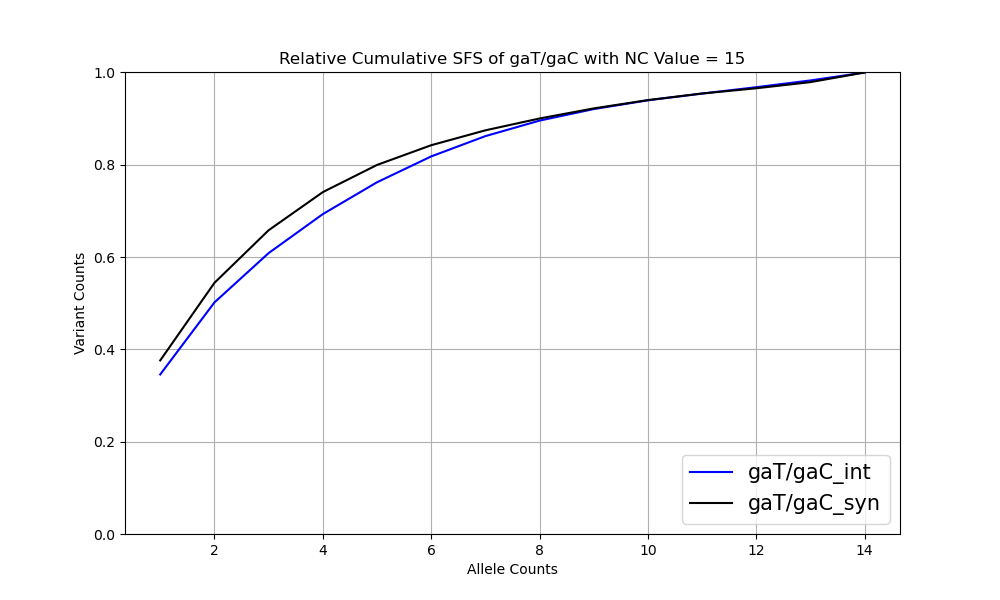 Relative Cumulative SFS of gaT/gaC with NC Value = 15
1.0
0.8
0.6
0.4
0.2
0.0
Variant Counts
2 4 6 8 10 12 14
Allele Counts
gaT/gaC_int
gaT/gaC_syn